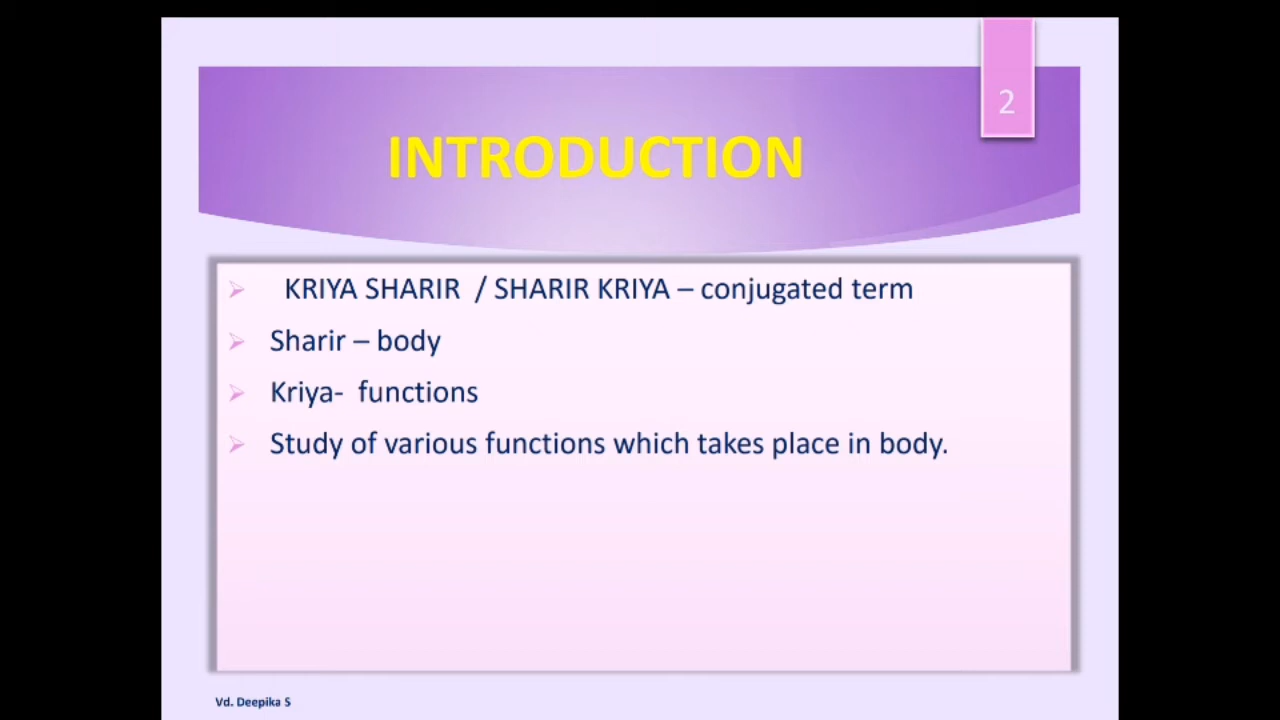 2
INTRODUCTION
KRIYA SHARIR / SHARIR KRIYA – conjugated term
Sharir – body
Kriya- functions
Study of various functions which takes place in body.
Vd. Deepika S